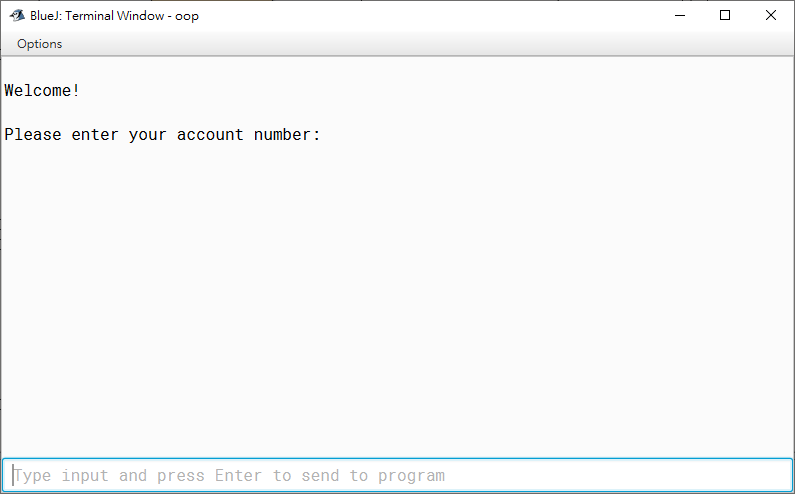 BlueJ: Terminal Window - oop
Options
Welcome!
Please enter your account number:
Type input and press Enter to send to program